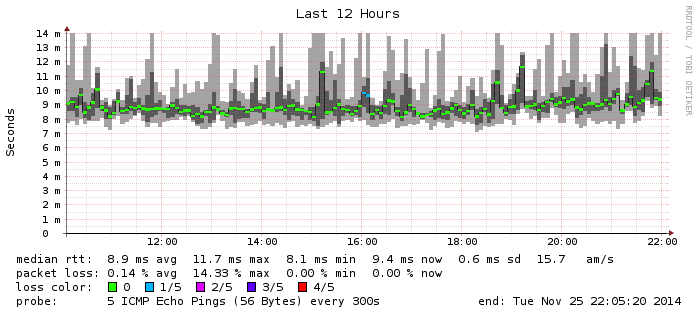 Last 12 Hours
RRDTOOL / TOBI OETIKER
Seconds
14 m
13 m
12 m
11 m
10 m
9 m
8 m
7 m
6 m
5 m
4 m
3 m
2 m
1 m
0
12:00 14:00 16:00 18:00 20:00 22:00
median rtt: 8.9 ms avg 11.7 ms max 8.1 ms min 9.4 ms now 0.6 ms sd 15.7 am/s
packet loss: 0.14 % avg 14.33 % max 0.00 % min 0.00 % now
loss color: 0 1/5 2/5 3/5 4/5
probe: 5 ICMP Echo Pings (56 Bytes) every 300s end: Tue Nov 25 22:05:20 2014